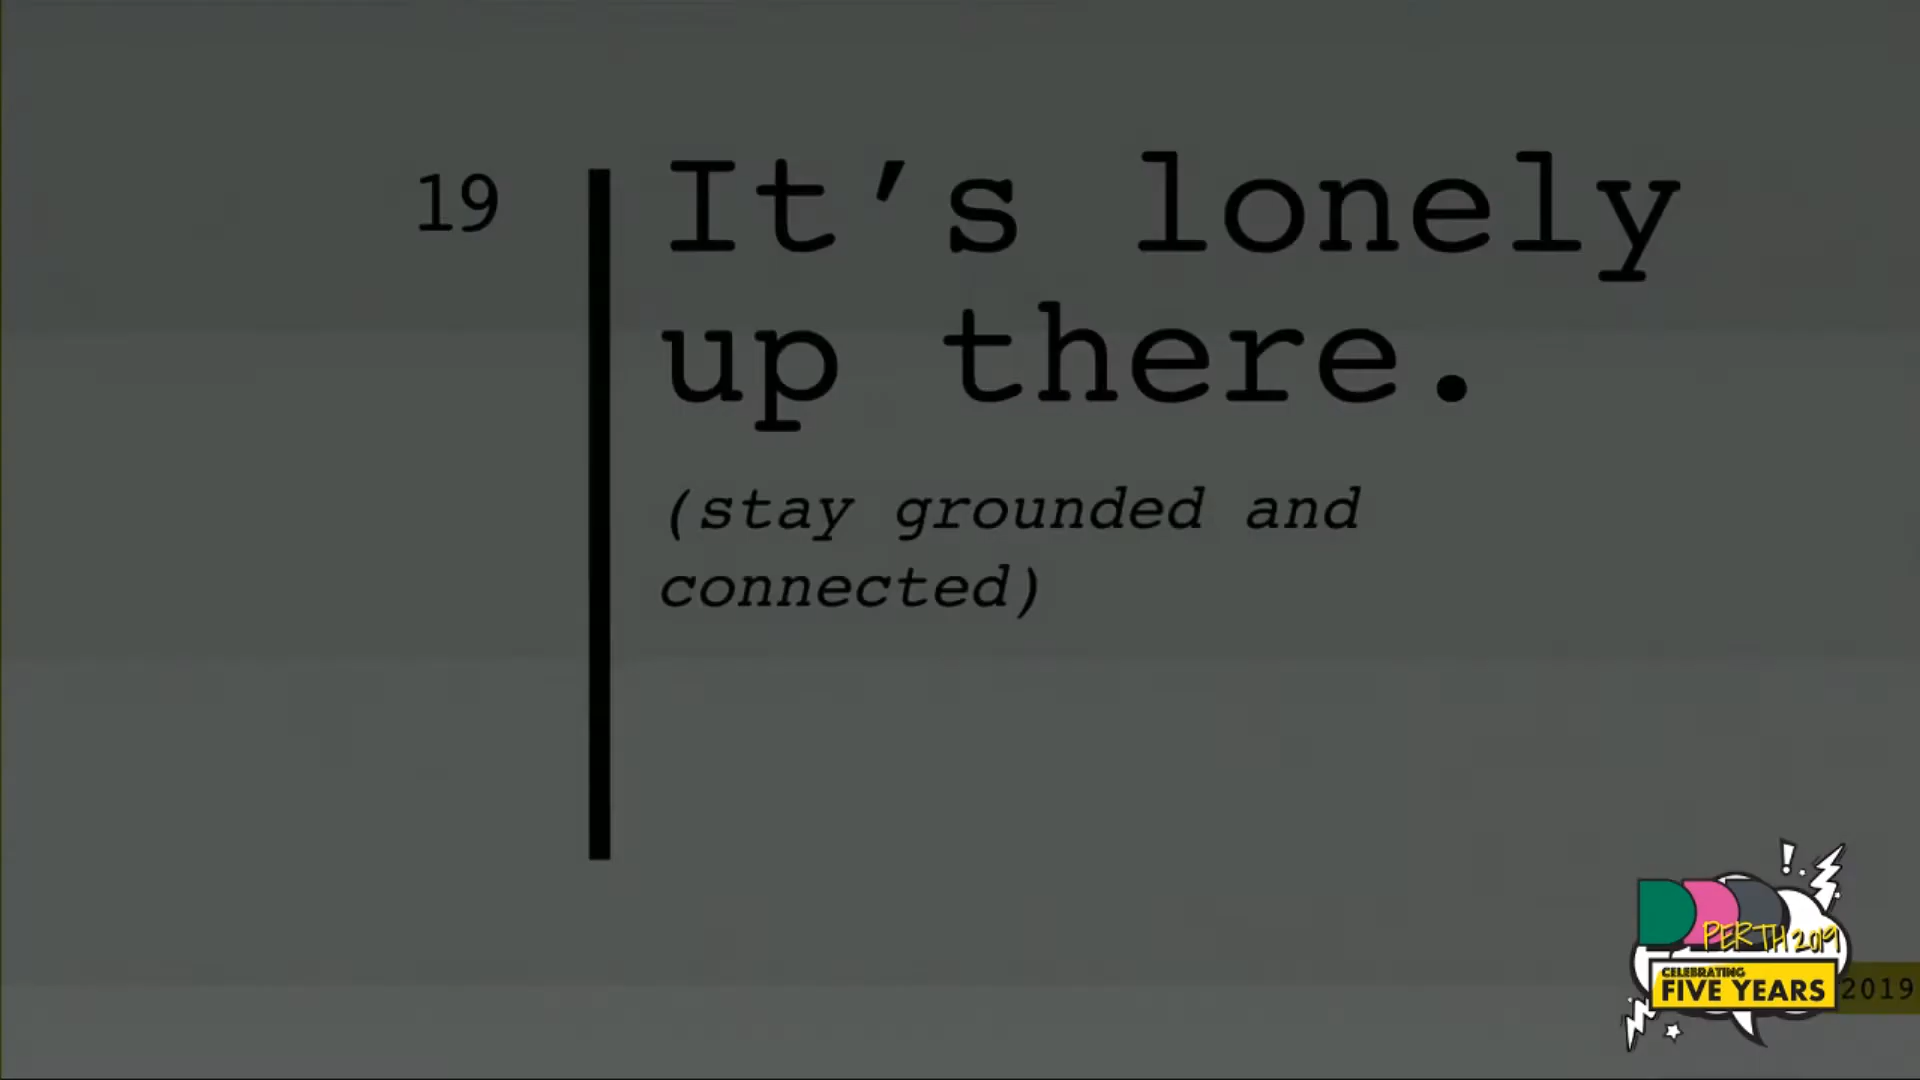 19
It's lonely
up there.
(stay grounded and
connected)
PERTH 2019
CELEBRATING
FIVE YEARS
2019